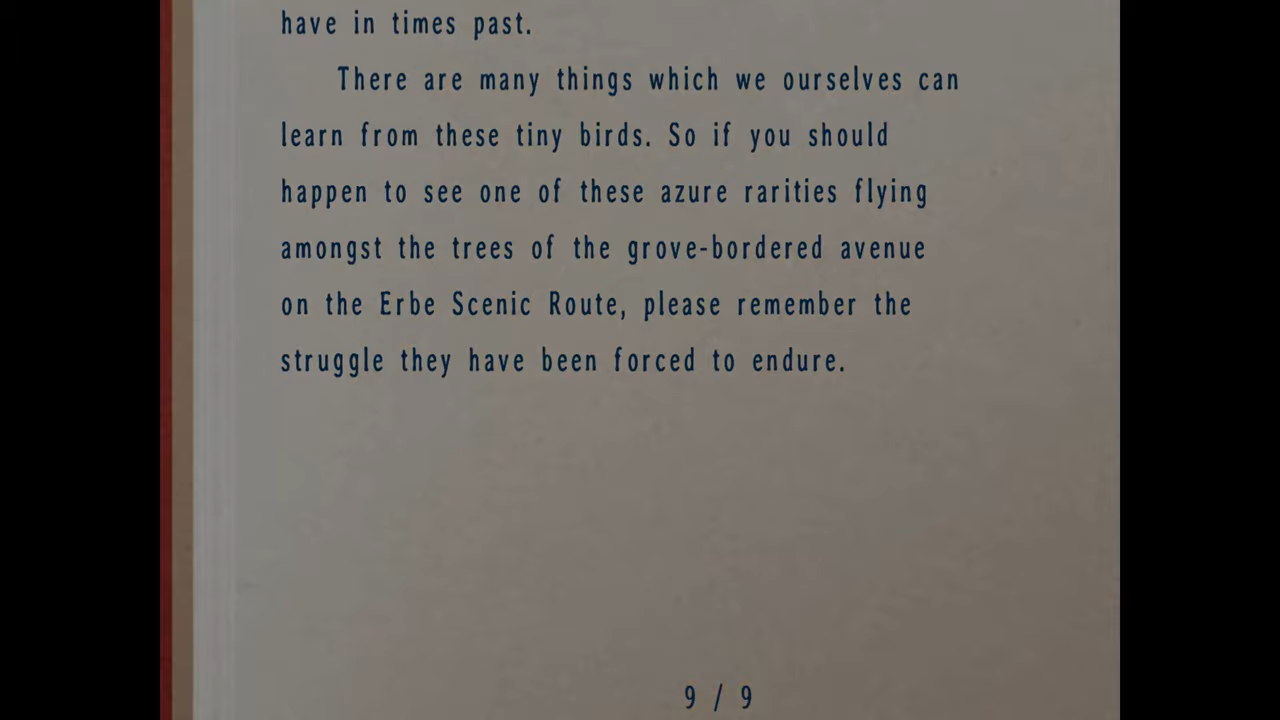 have in times past.
There are many things which we ourselves can
learn from these tiny birds. So if you should
happen to see one of these azure rarities flying
amongst the trees of the grove-bordered avenue
on the Erbe Scenic Route, please remember the
struggle they have been forced to endure.
9 / 9